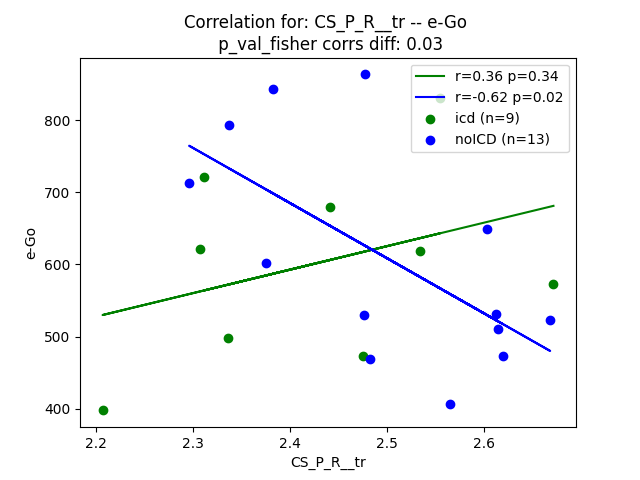 Correlation for: CS_P_R__tr -- e-Go
p_val_fisher corrs diff: 0.03
r=0.36 p=0.34
r=-0.62 p=0.02
icd (n=9)
noICD (n=13)
800
700
600
500
400
e-Go
2.2 2.3 2.4 2.5 2.6
CS_P_R__tr